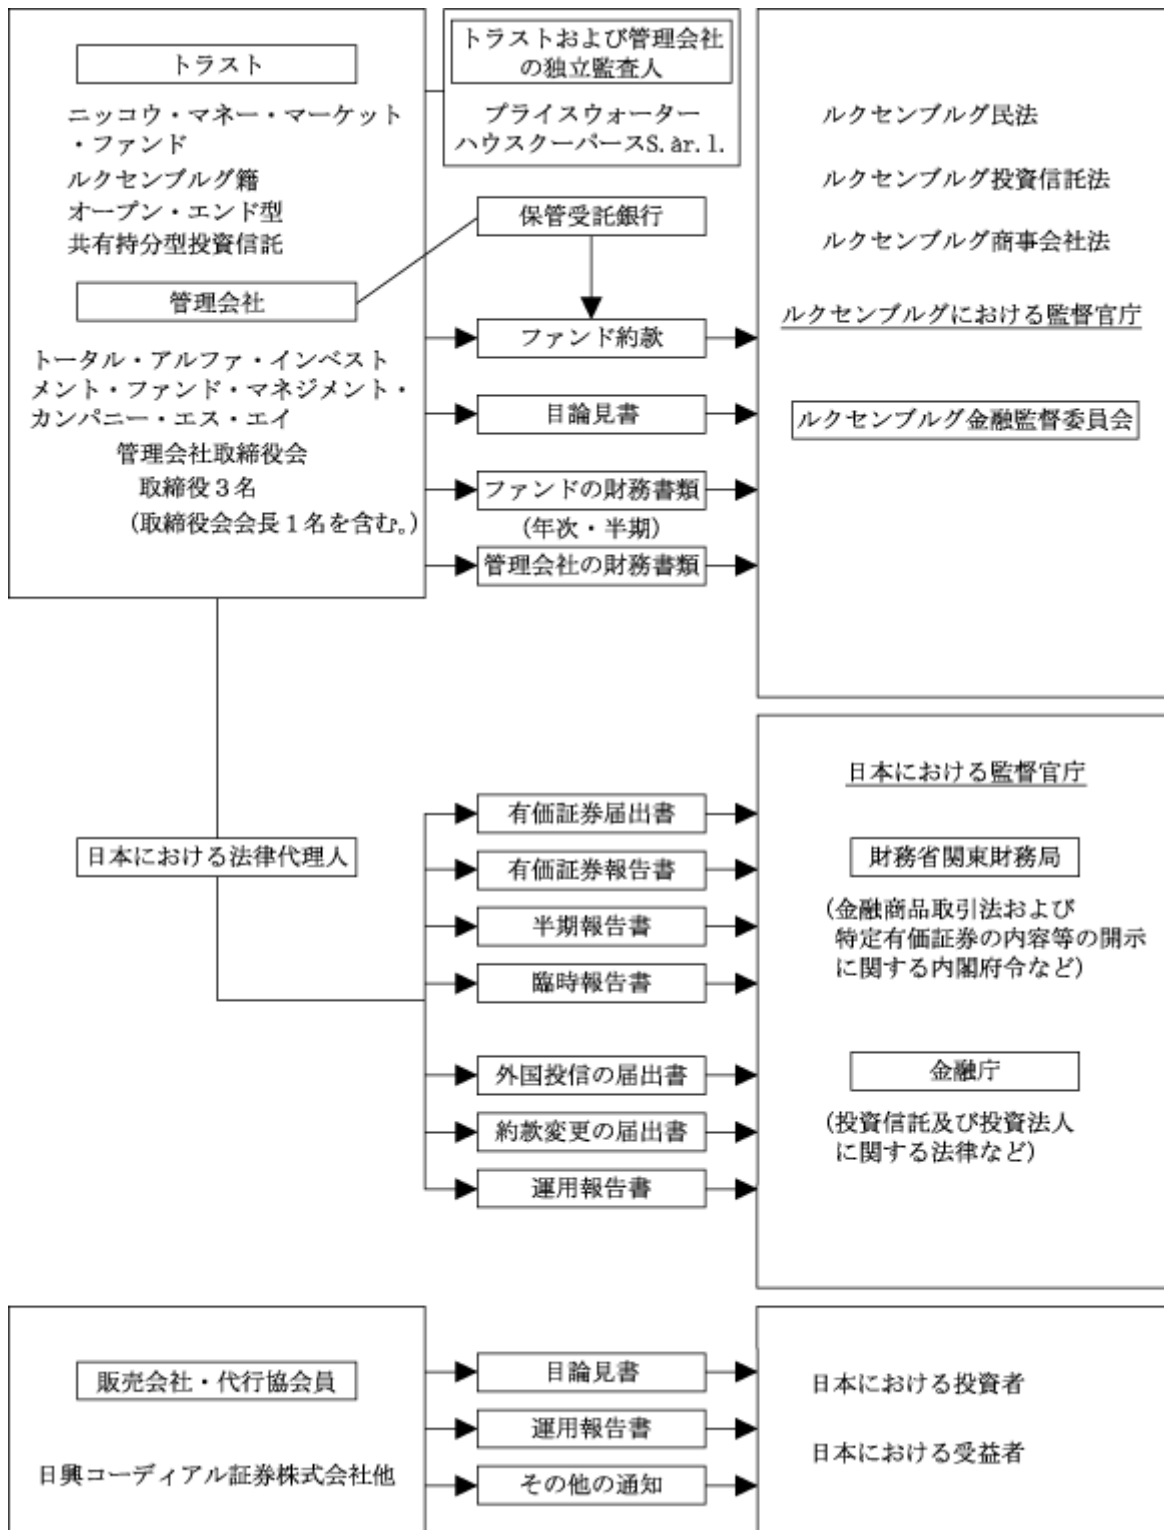 トラスト
ニッコウ・マネー・マーケット
・ファンド
ルクセンブルグ籍
オープン・エンド型
共有持分型投資信託
管理会社
トータル・アルファ・インベスト
メント・ファンド・マネジメント・
カンパニー・エス・エイ
管理会社取締役会
取締役３名
（取締役会会長１名を含む。）
トラストおよび管理会社
の独立監査人
プライスウォーター
ハウスクーパースS. àr. l.
保管受託銀行
ファンド約款
目論見書
ファンドの財務書類
（年次・半期）
管理会社の財務書類
ルクセンブルグ民法
ルクセンブルグ投資信託法
ルクセンブルグ商事会社法
ルクセンブルグにおける監督官庁
ルクセンブルグ金融監督委員会
日本における法律代理人
有価証券届出書
有価証券報告書
半期報告書
臨時報告書
外国投信の届出書
約款変更の届出書
運用報告書
日本における監督官庁
財務省関東財務局
（金融商品取引法および
特定有価証券の内容等の開示
に関する内閣府令など）
金融庁
（投資信託及び投資法人
に関する法律など）
販売会社・代行協会員
日興コーディアル証券株式会社他
目論見書
運用報告書
その他の通知
日本における投資者
日本における受益者